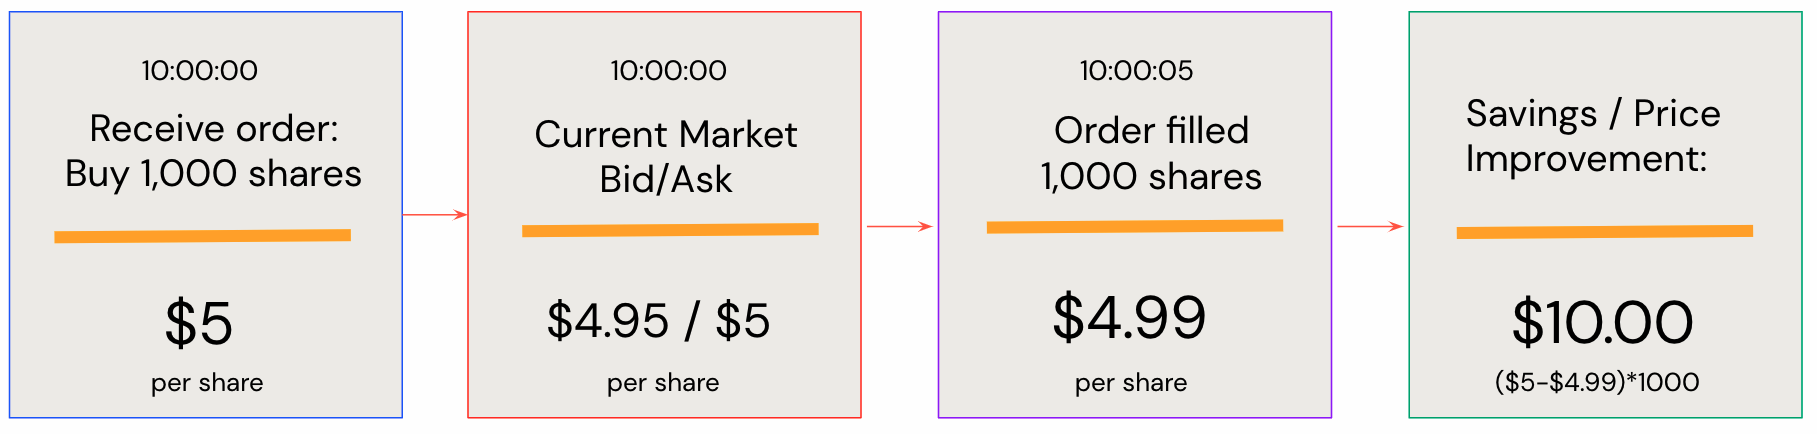 10:00:00
Receive order:
Buy 1,000 shares
$5
per share
10:00:00
Current Market
Bid/Ask
$4.95 / $5
per share
10:00:05
Order filled
1,000 shares
$4.99
per share
Savings / Price
Improvement:
$10.00
($5-$4.99)*1000